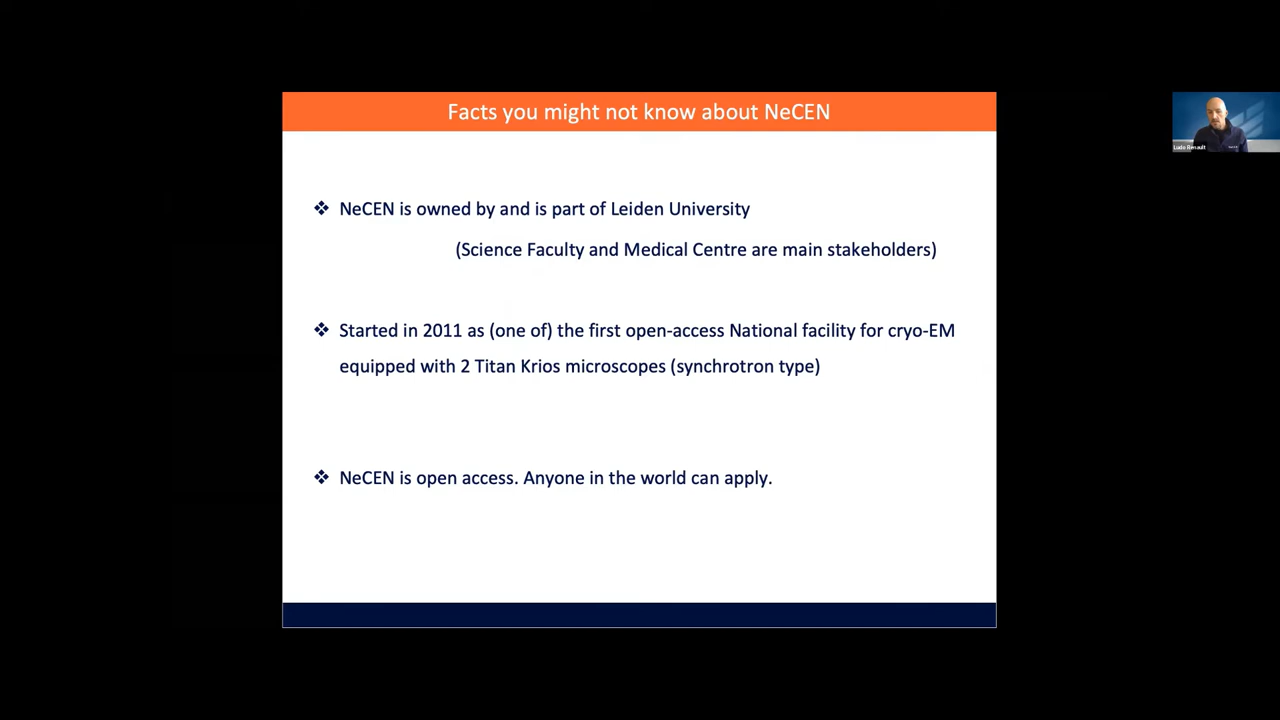 Facts you might not know about NeCEN
Ludo Renault
❖ NeCEN is owned by and is part of Leiden University
(Science Faculty and Medical Centre are main stakeholders)
❖ Started in 2011 as (one of) the first open-access National facility for cryo-EM
equipped with 2 Titan Krios microscopes (synchrotron type)
❖ NeCEN is open access. Anyone in the world can apply.